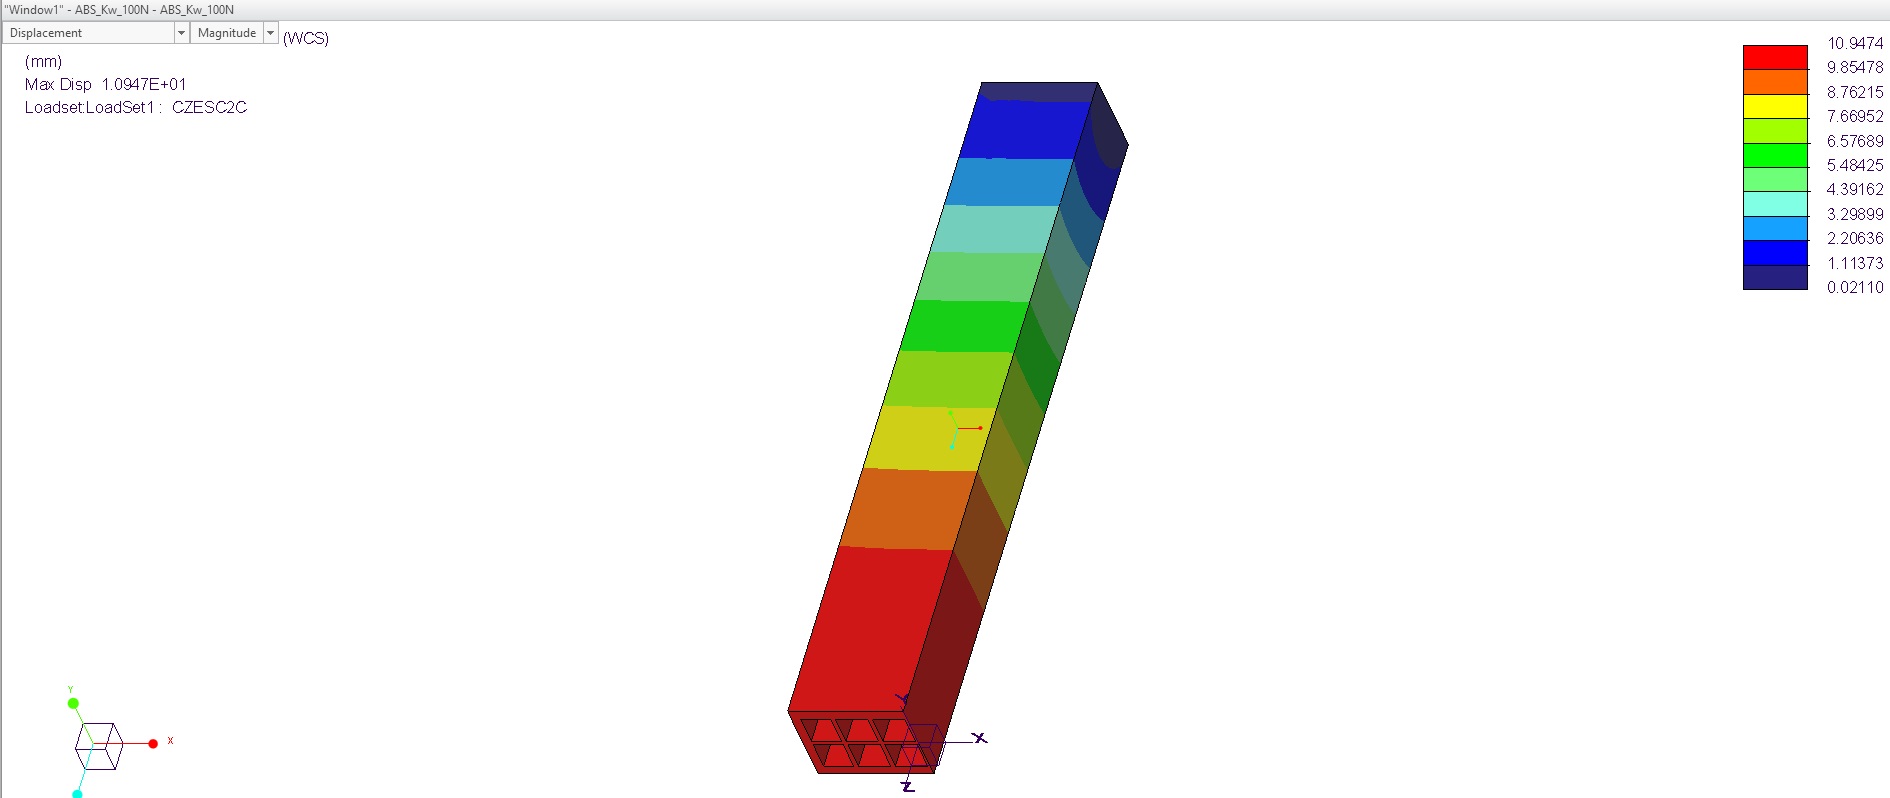 "Window1" - ABS_Kw_100N - ABS_Kw_100N
Displacement
Magnitude
(WCS)
(mm)
Max Disp 1.0947E+01
Loadset:LoadSet1 : CZESC2C
10.9474
9.85478
8.76215
7.66952
6.57689
5.48425
4.39162
3.29899
2.20636
1.11373
0.02110
Y
X
Y
X
Z